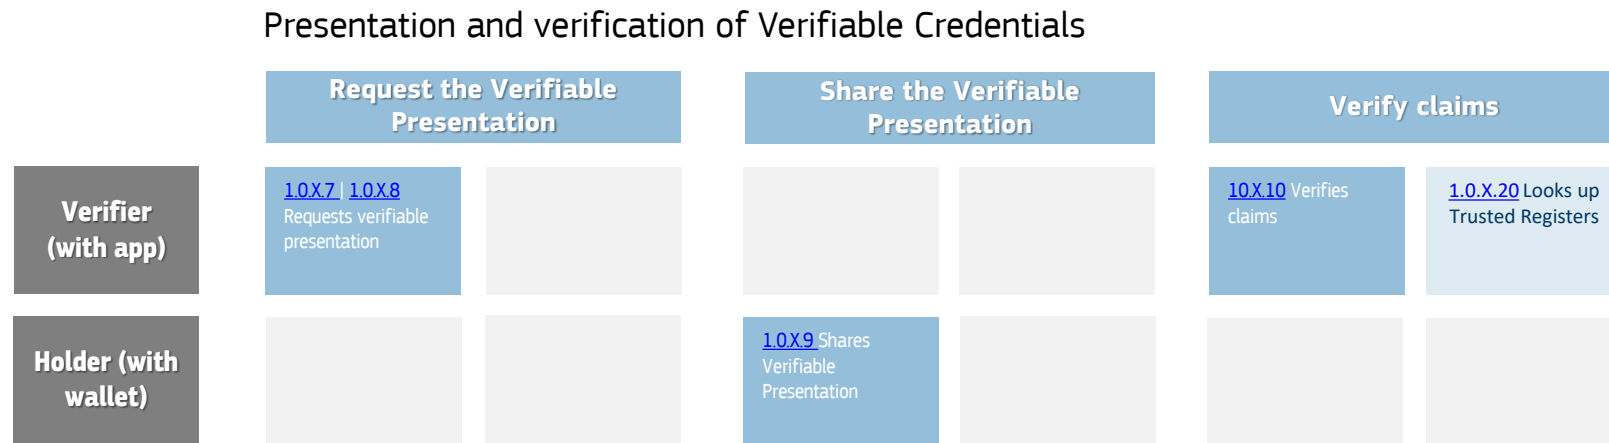 Presentation and verification of Verifiable Credentials
Request the Verifiable
Presentation
Share the Verifiable
Presentation
Verify claims
Verifier
(with app)
1.0.X.7 | 1.0.X.8
Requests verifiable
presentation
10.X.10 Verifies
claims
1.0.X.20 Looks up
Trusted Registers
Holder (with
wallet)
1.0.X.9 Shares
Verifiable
Presentation